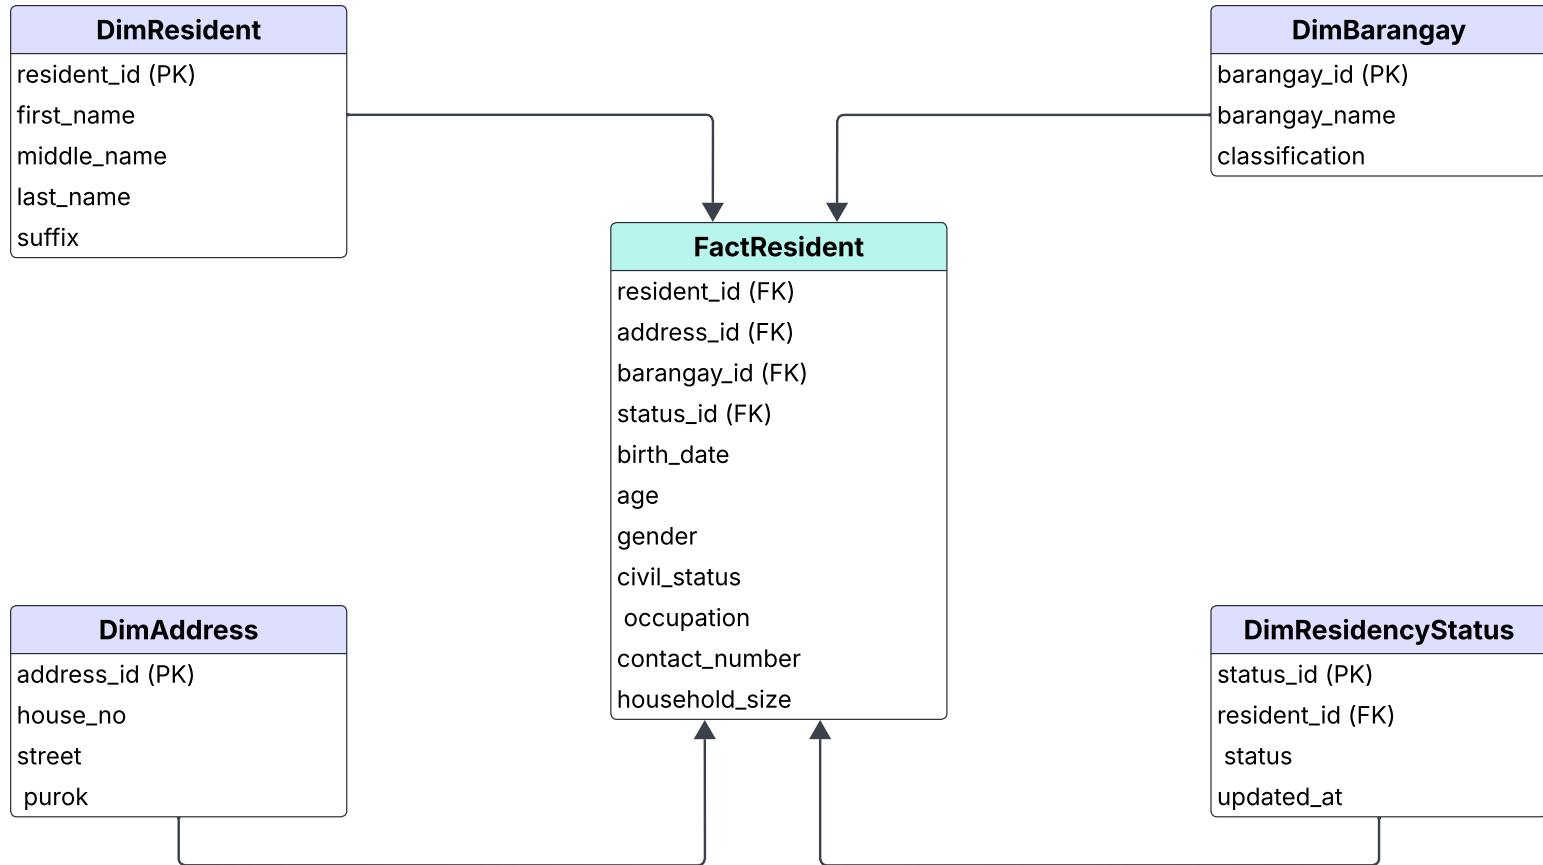 DimResident
resident_id (PK)
first_name
middle_name
last_name
suffix
DimBarangay
barangay_id (PK)
barangay_name
classification
FactResident
resident_id (FK)
address_id (FK)
barangay_id (FK)
status_id (FK)
birth_date
age
gender
civil_status
occupation
contact_number
household_size
DimAddress
address_id (PK)
house_no
street
purok
DimResidencyStatus
status_id (PK)
resident_id (FK)
status
updated_at